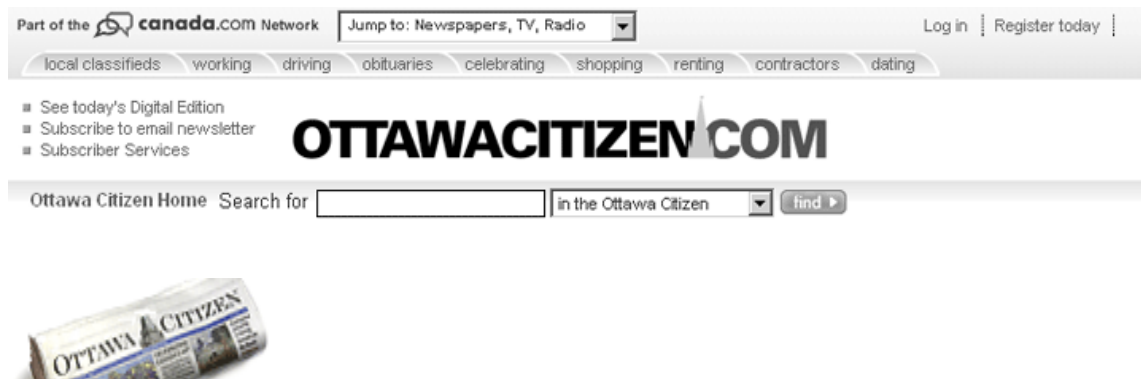 Part of the canada.com Network Jump to: Newspapers, TV, Radio Log in Register today
local classifieds working driving obituaries celebrating shopping renting contractors dating
See today's Digital Edition
Subscribe to email newsletter
Subscriber Services
OTTAWACITIZEN.COM
Ottawa Citizen Home Search for in the Ottawa Citizen find
OTTAWA CITIZEN